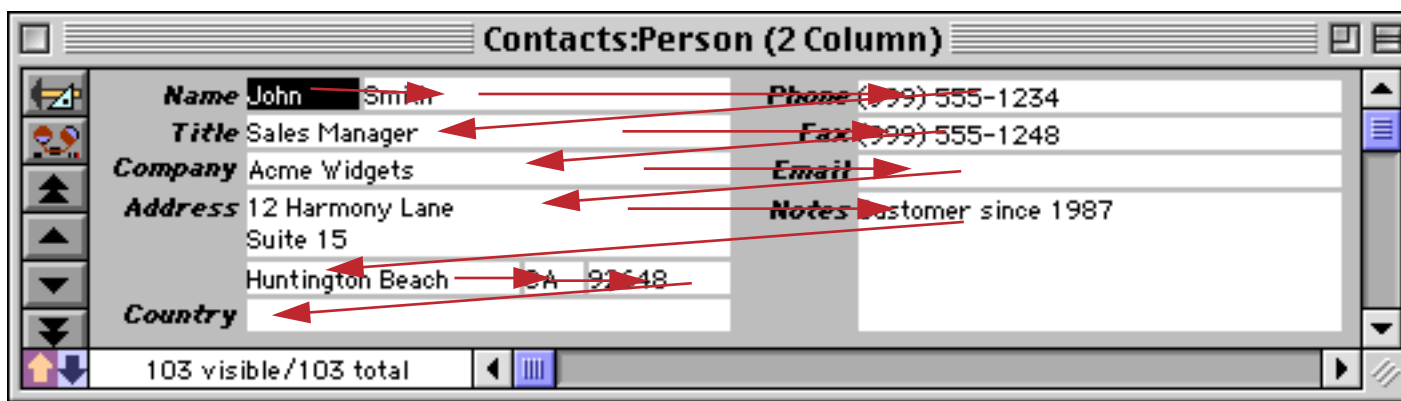 Contacts:Person (2 Column)
Name John Smith Phone (999) 555-1234
Title Sales Manager Fax (999) 555-1248
Company Acme Widgets Email
Address 12 Harmony Lane Notes Customer since 1987
Suite 15
Huntington Beach CA 92648
Country
103 visible/103 total